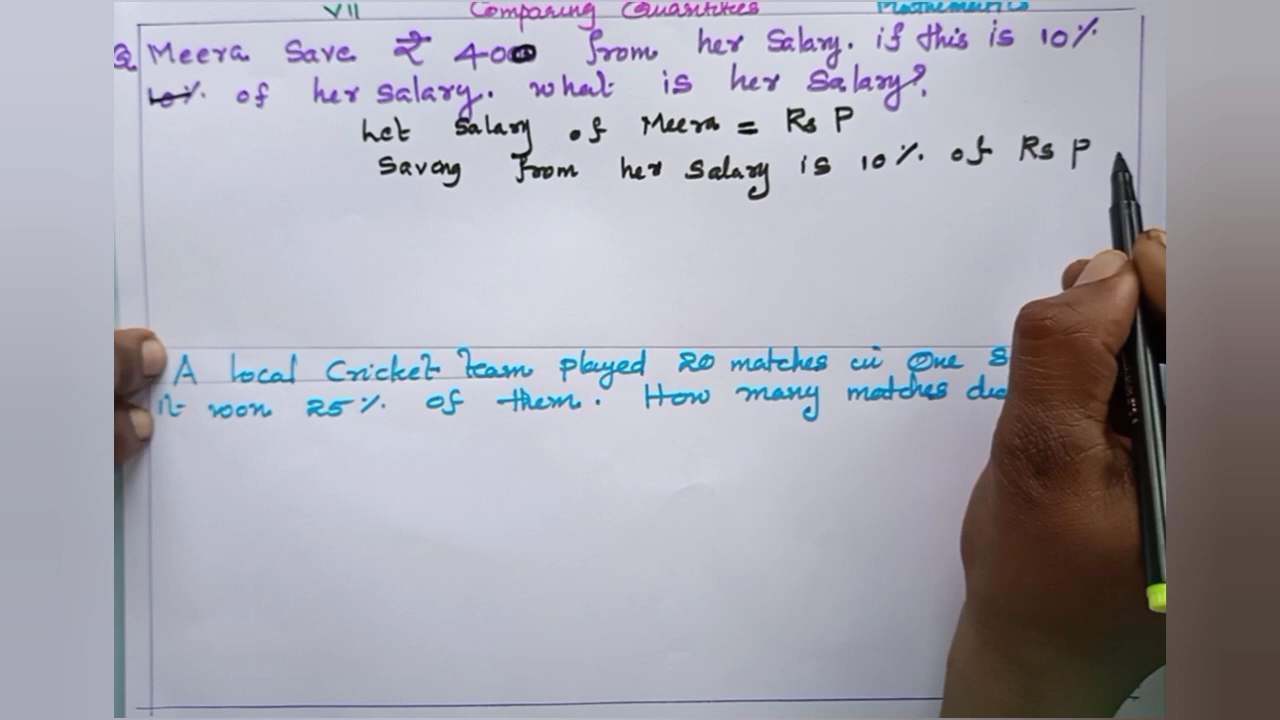 VII Comparing Quantities Mathematics
Q Meera Save ₹ 400 from her Salary. if this is 10%
10% of her salary. what is her Salary?
Let Salary of Meera = Rs P
Saving from her Salary is 10% of Rs P
A local Cricket team played 20 matches in One S
it won 25% of them. How many matches did